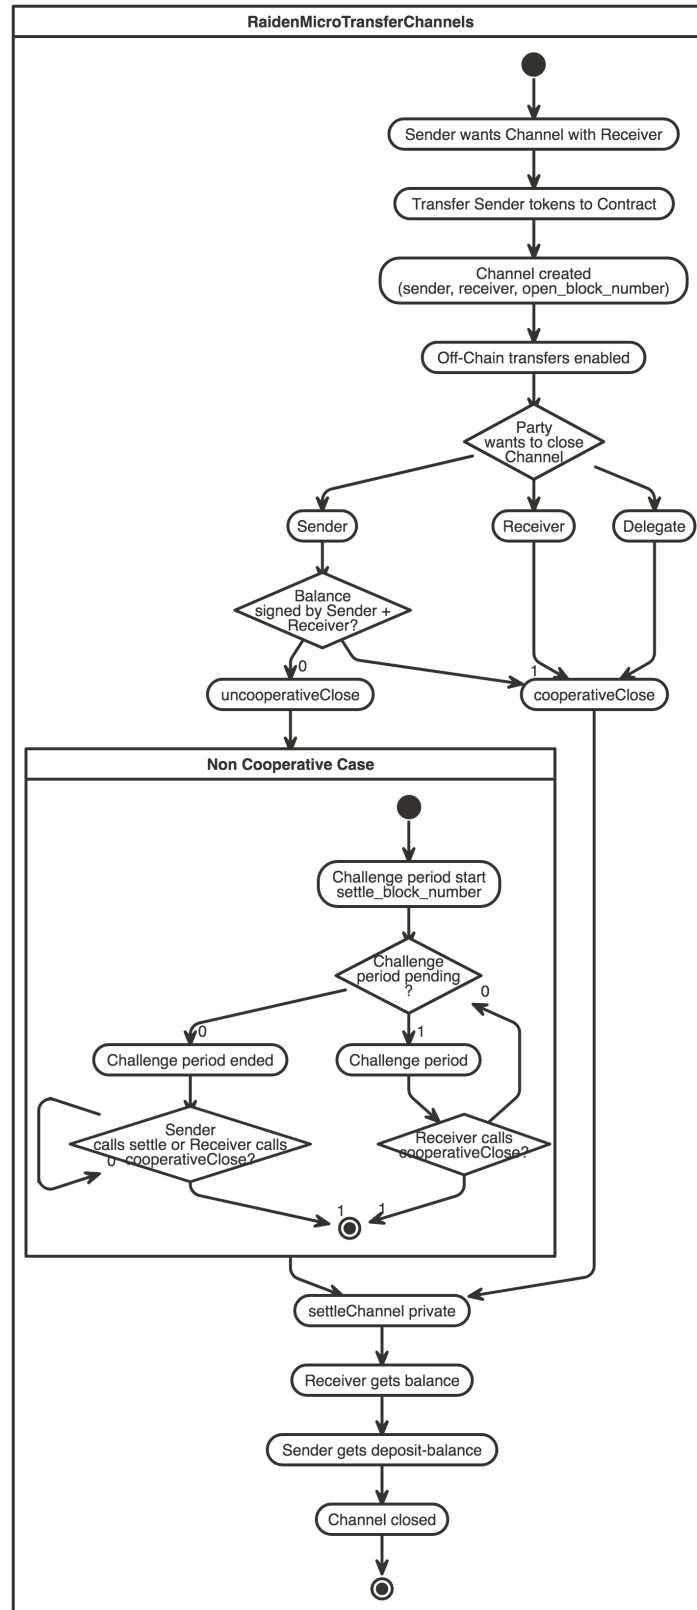 RaidenMicroTransferChannels
Sender wants Channel with Receiver
Transfer Sender tokens to Contract
Channel created
(sender, receiver, open_block_number)
Off-Chain transfers enabled
Party
wants to close
Channel
Sender
Receiver
Delegate
Balance
signed by Sender +
Receiver?
0
1
uncooperativeClose
cooperativeClose
Non Cooperative Case
Challenge period start
settle_block_number
Challenge
period pending
?
0
0
1
Challenge period ended
Challenge period
Sender
calls settle or Receiver calls
cooperativeClose?
0
Receiver calls
cooperativeClose?
1
1
settleChannel private
Receiver gets balance
Sender gets deposit-balance
Channel closed